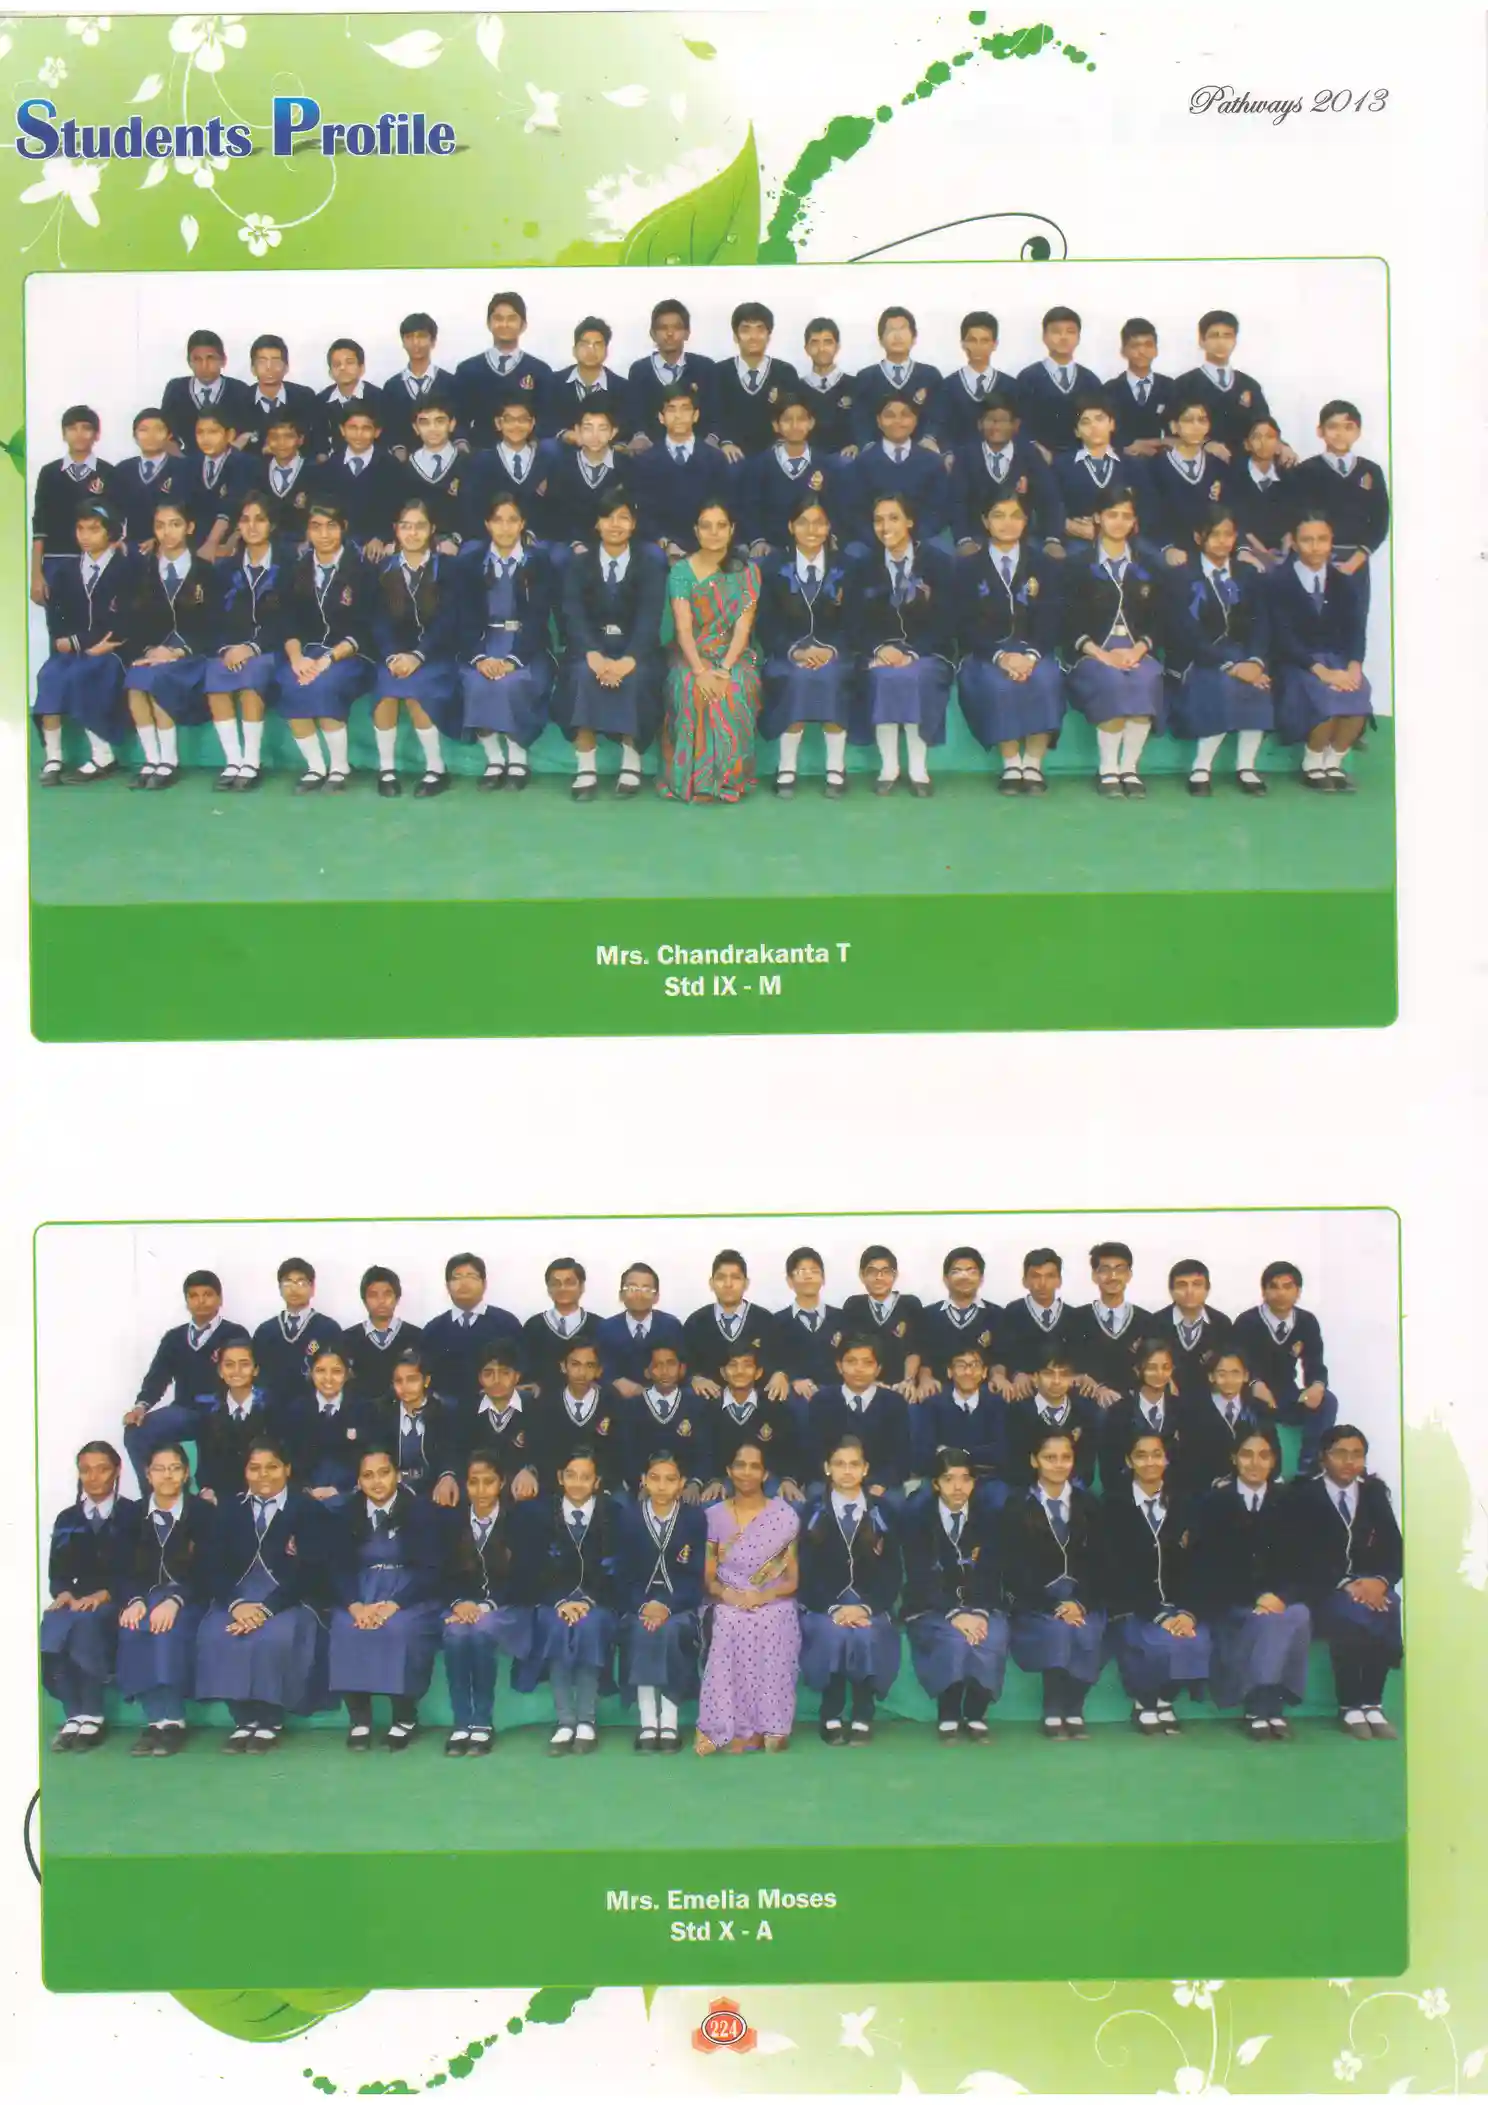 Students Profile
Pathways 2013
Mrs. Chandrakanta T
Std IX - M
Mrs. Emelia Moses
Std X - A
224